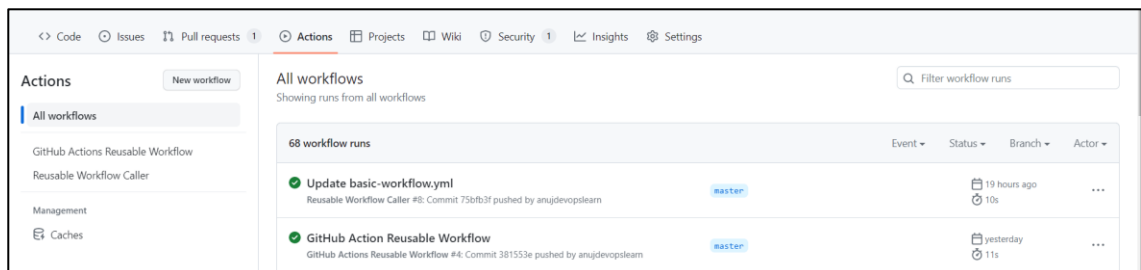 Code Issues Pull requests 1 Actions Projects Wiki Security 1 Insights Settings
Actions
New workflow
All workflows
GitHub Actions Reusable Workflow
Reusable Workflow Caller
Management
Caches
All workflows
Showing runs from all workflows
Filter workflow runs
68 workflow runs
Event Status Branch Actor
Update basic-workflow.yml
Reusable Workflow Caller #8: Commit 75bfb3f pushed by anujdevopslearn
master
19 hours ago
10s
GitHub Action Reusable Workflow
GitHub Actions Reusable Workflow #4: Commit 381553e pushed by anujdevopslearn
master
yesterday
11s